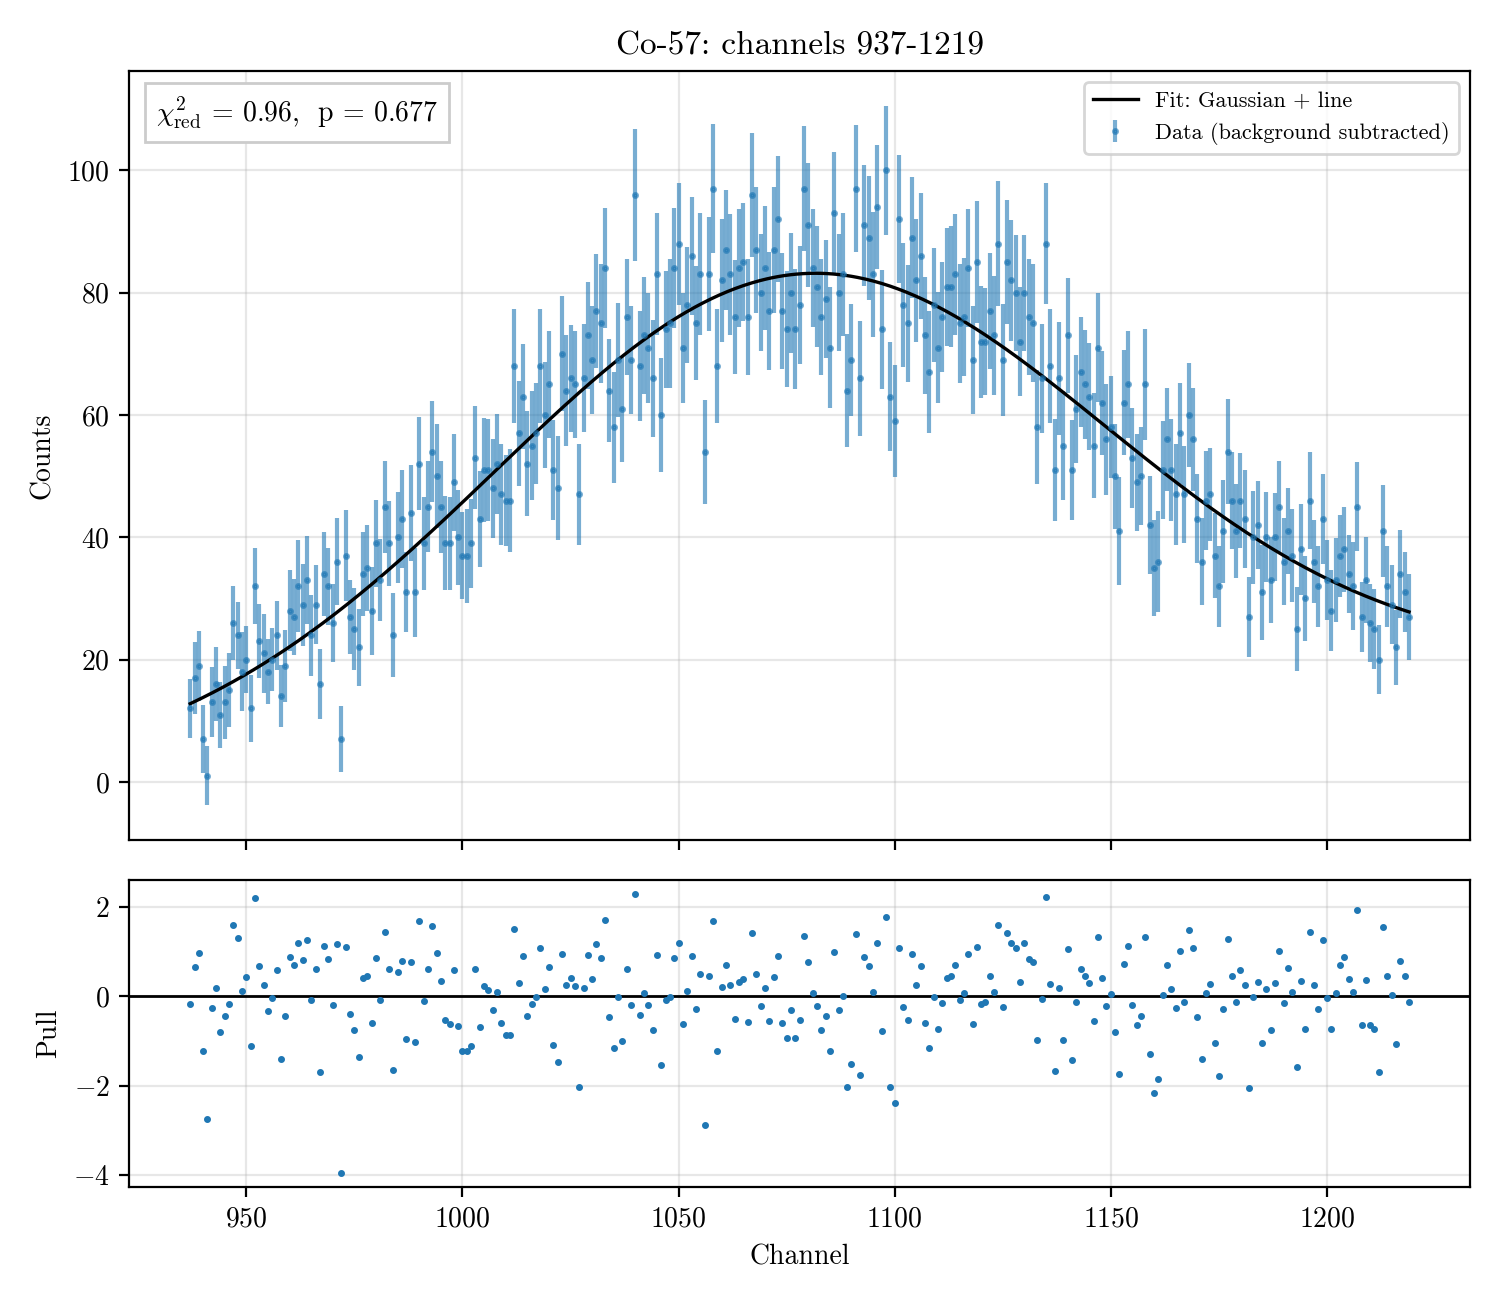 Co-57: channels 937-1219
χ²red = 0.96, p = 0.677
Fit: Gaussian + line
Data (background subtracted)
Counts
100
80
60
40
20
0
Pull
2
0
−2
−4
950
1000
1050
1100
1150
1200
Channel